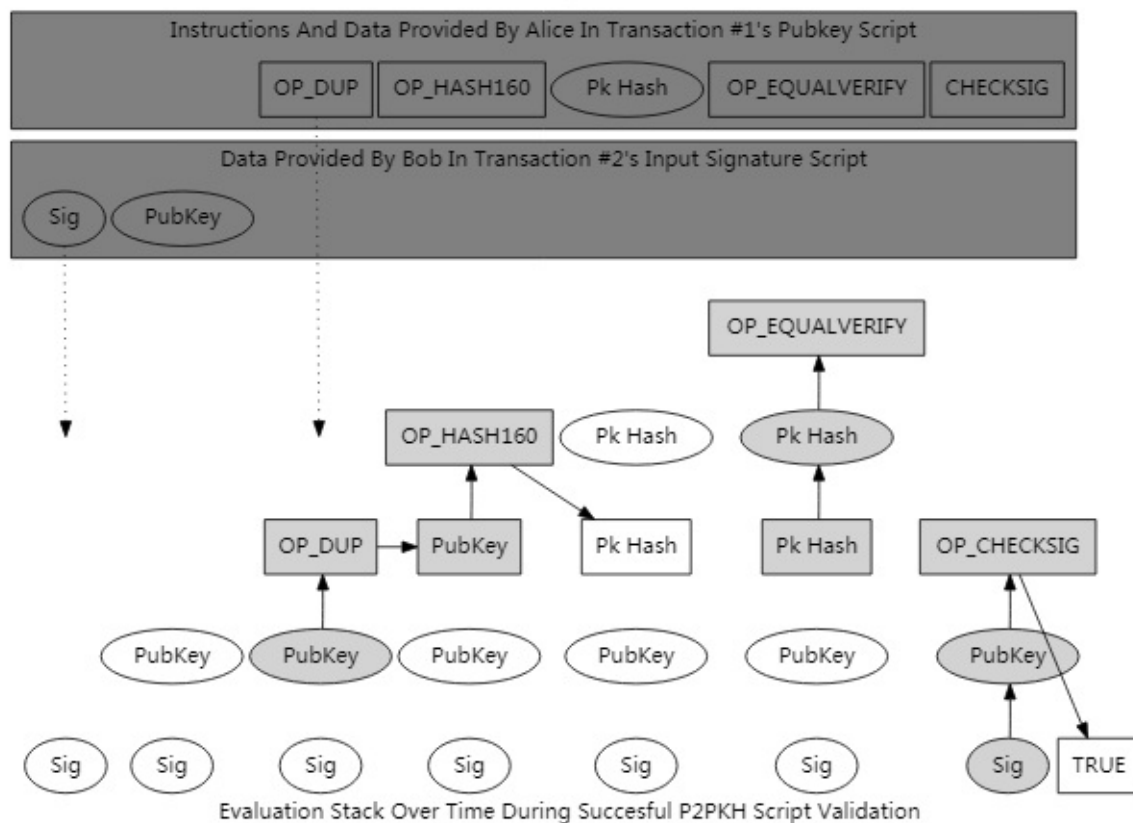 Instructions And Data Provided By Alice In Transaction #1's Pubkey Script
OP_DUP OP_HASH160 Pk Hash OP_EQUALVERIFY CHECKSIG
Data Provided By Bob In Transaction #2's Input Signature Script
Sig PubKey
OP_EQUALVERIFY
OP_HASH160 Pk Hash Pk Hash
OP_DUP PubKey Pk Hash Pk Hash OP_CHECKSIG
PubKey PubKey PubKey PubKey PubKey PubKey
Sig Sig Sig Sig Sig Sig Sig TRUE
Evaluation Stack Over Time During Succesful P2PKH Script Validation